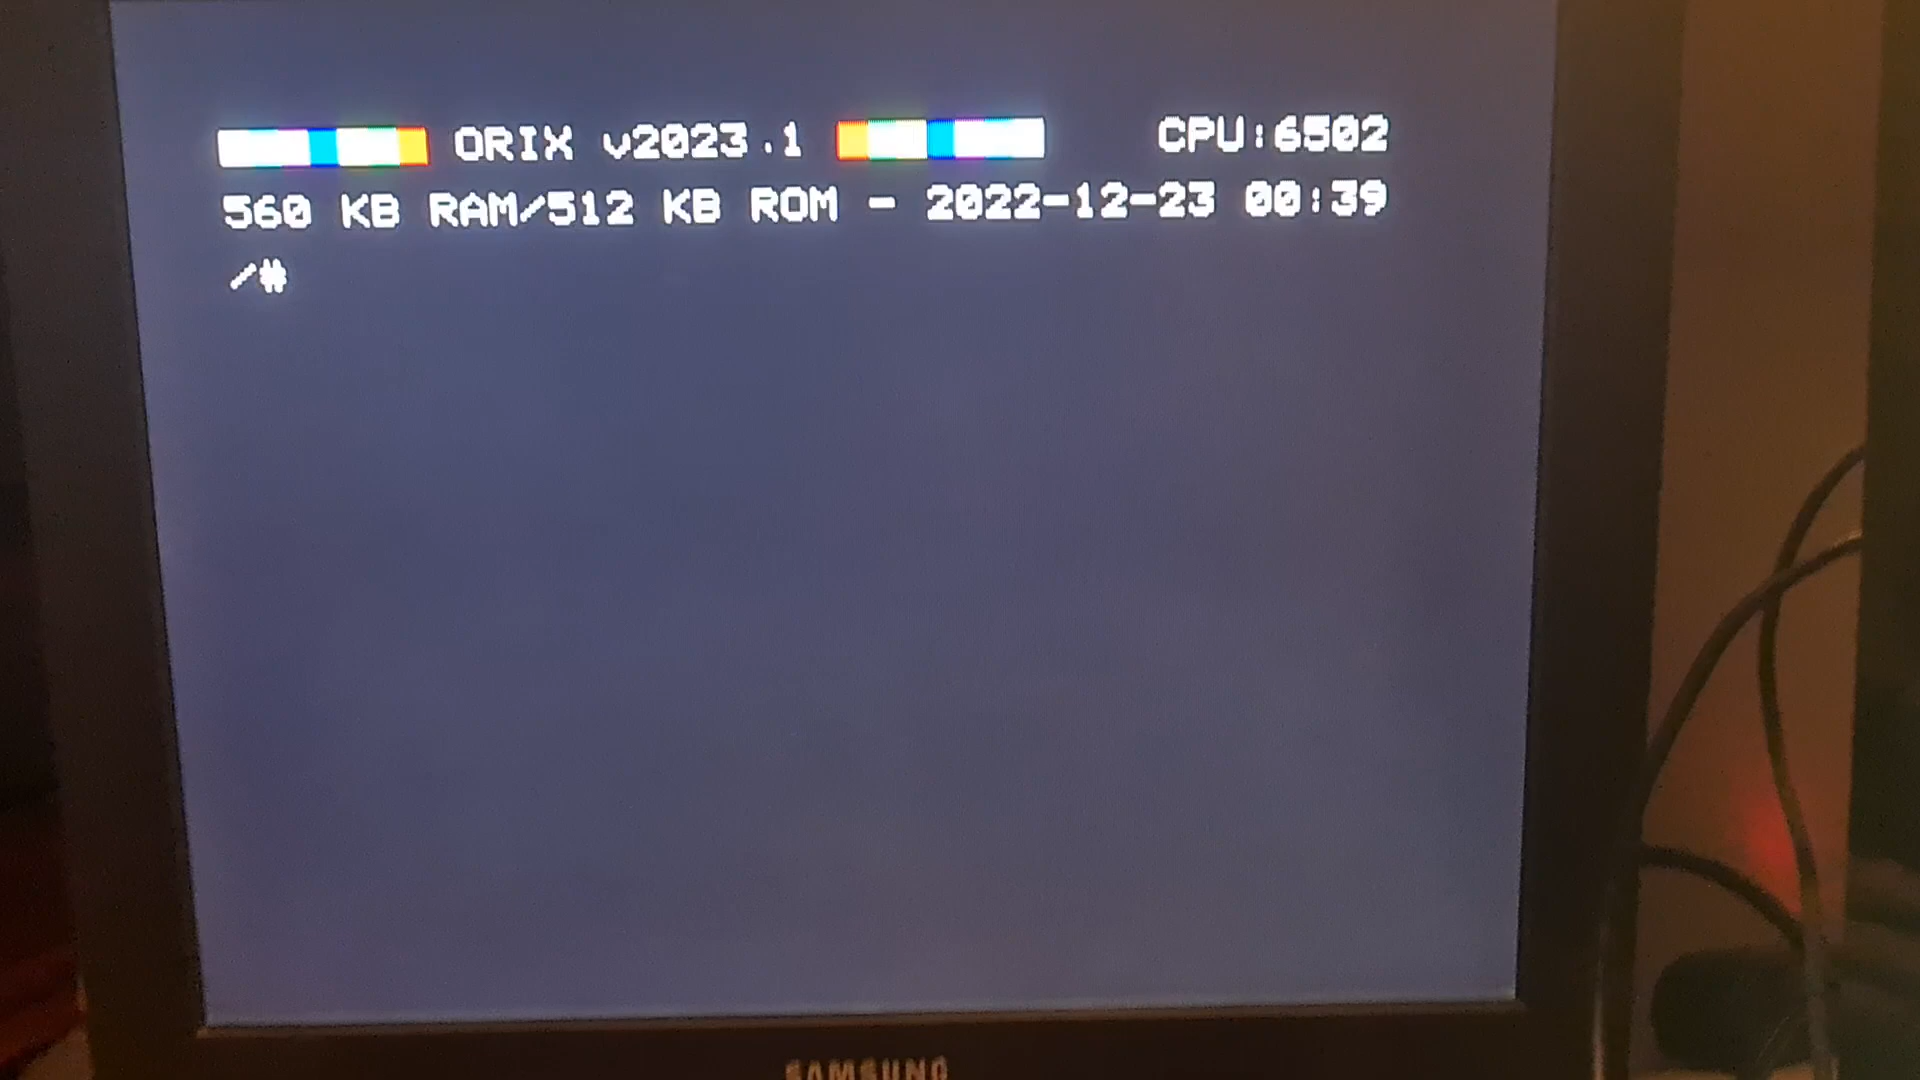 ORIX v2023.1 CPU:6502
560 KB RAM/512 KB ROM - 2022-12-23 00:39
/#
SAMSUNG